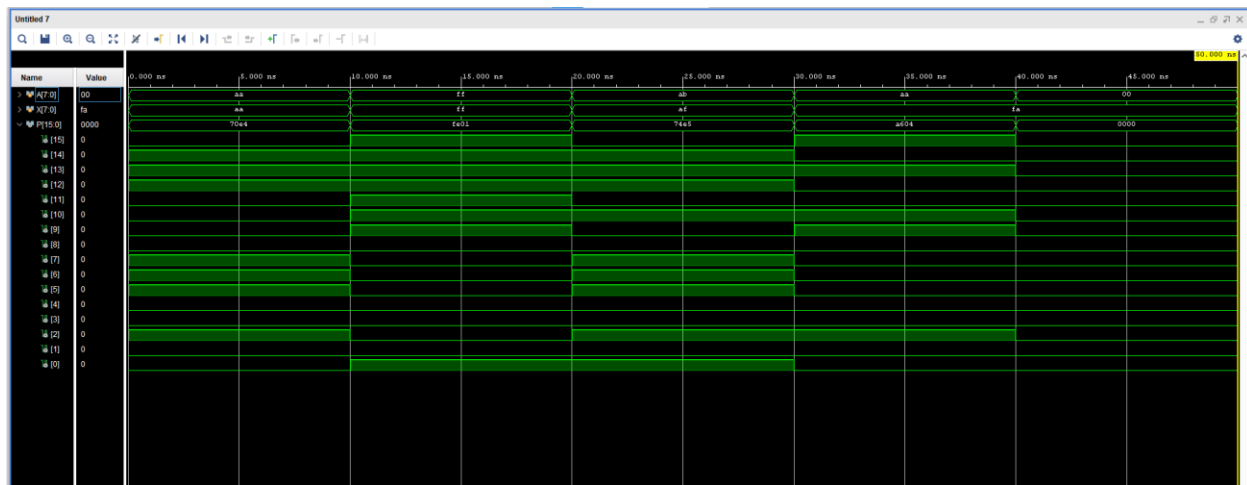 Untitled 7
50.000 ns
Name Value 0.000 ns 5.000 ns 10.000 ns 15.000 ns 20.000 ns 25.000 ns 30.000 ns 35.000 ns 40.000 ns 45.000 ns
A[7:0] 00 aa ff ab aa 00
X[7:0] fa aa ff af fa
P[15:0] 0000 70e4 fe01 74e5 a604 0000
[15] 0
[14] 0
[13] 0
[12] 0
[11] 0
[10] 0
[9] 0
[8] 0
[7] 0
[6] 0
[5] 0
[4] 0
[3] 0
[2] 0
[1] 0
[0] 0